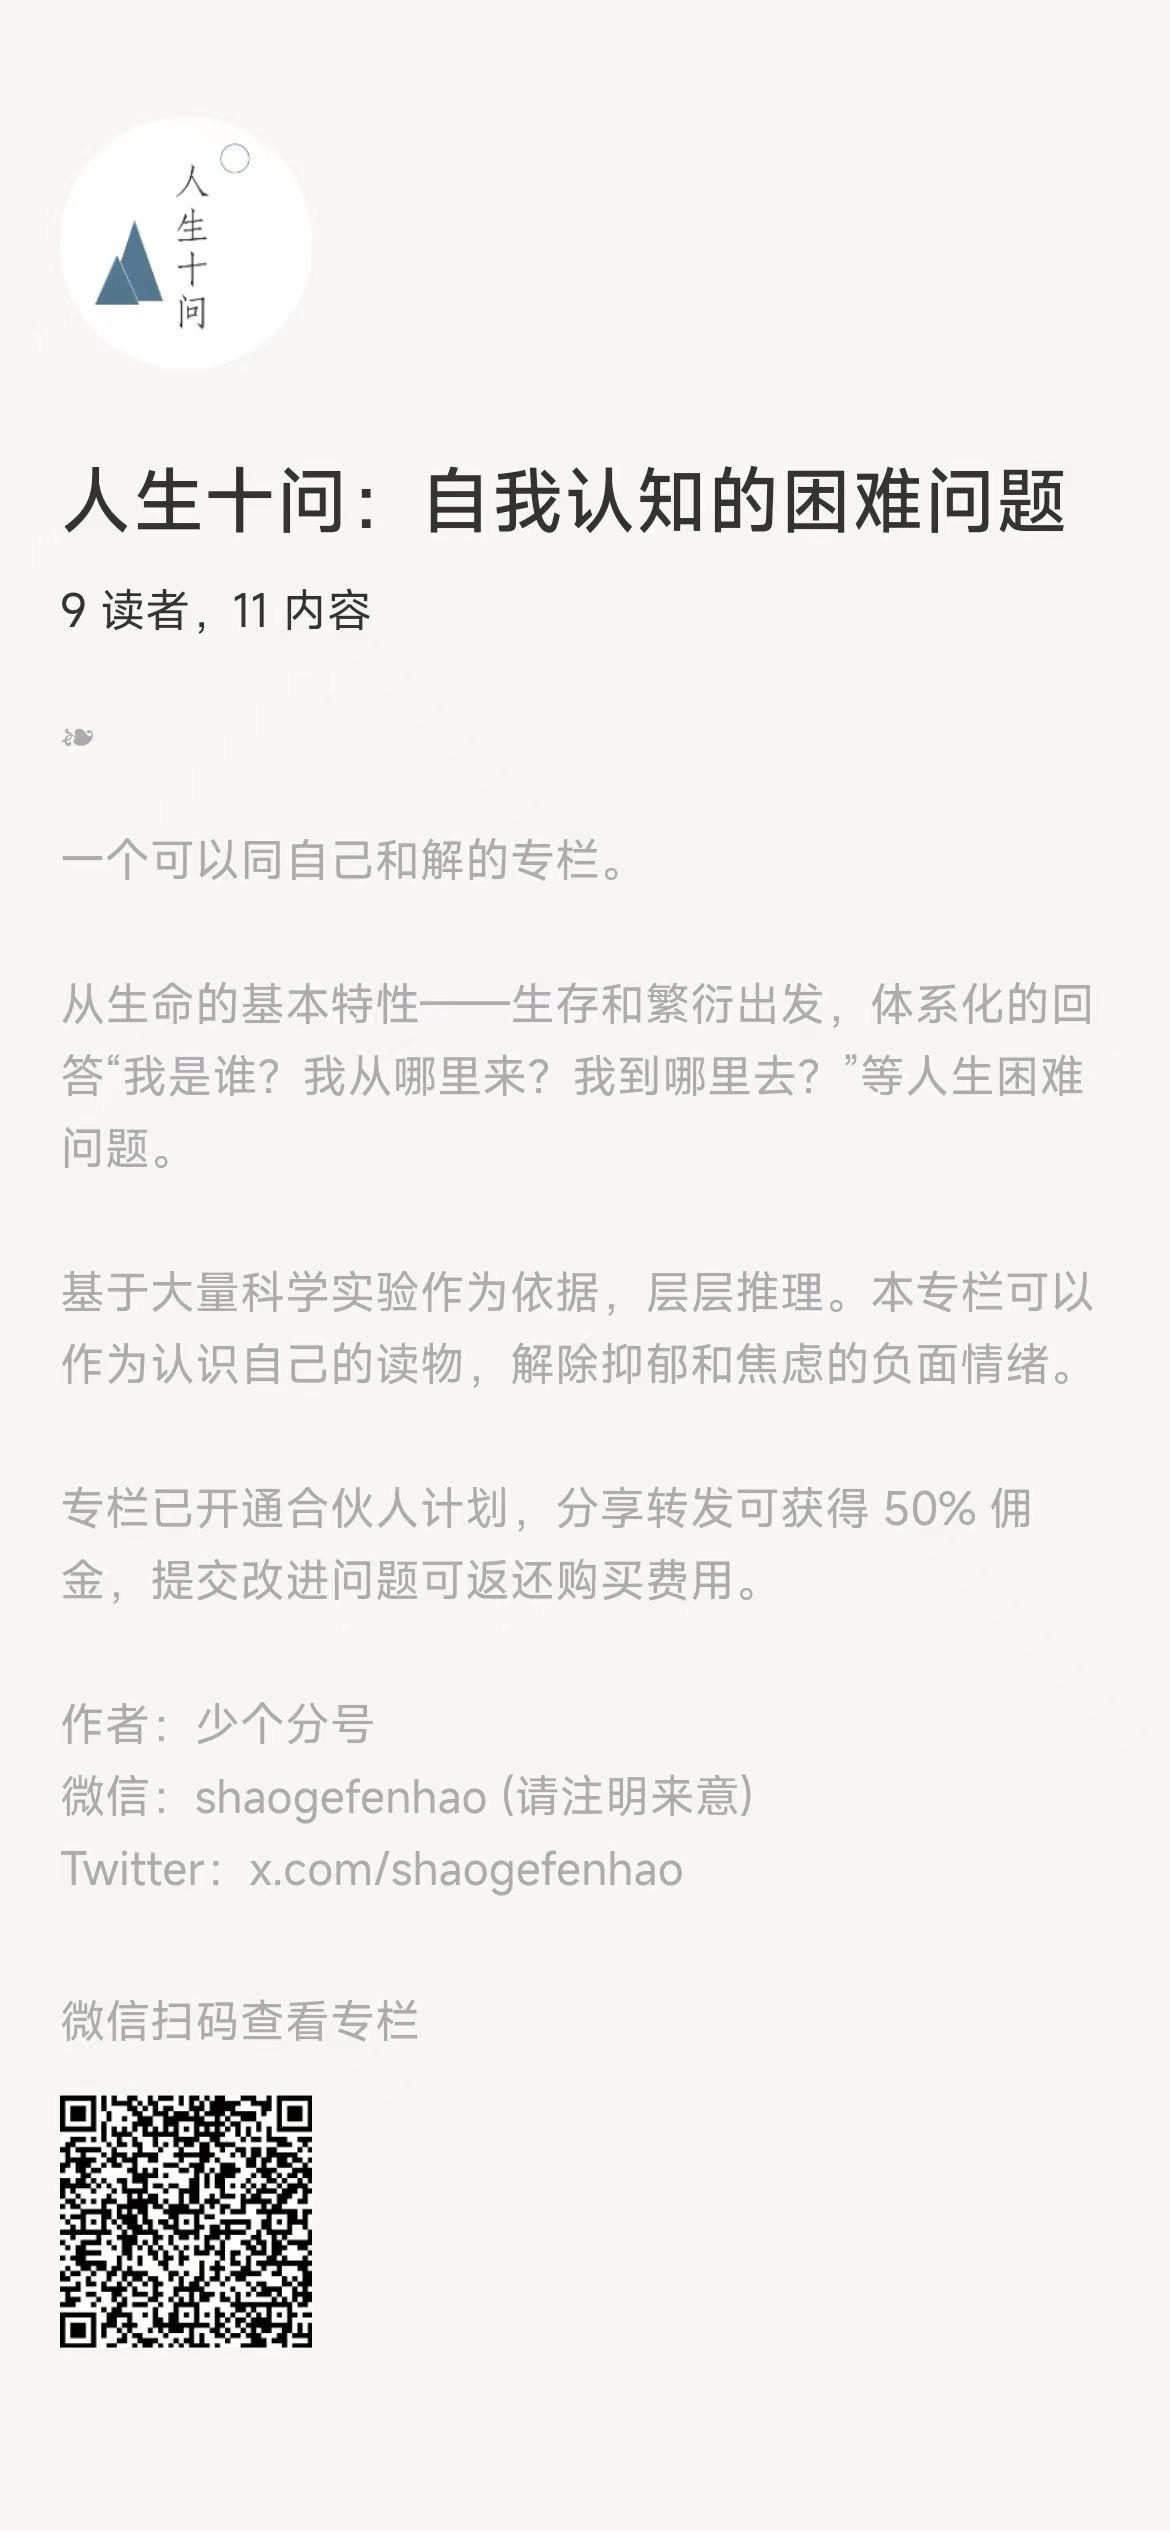 人生十问
人生十问：自我认知的困难问题
9 读者，11 内容
一个可以同自己和解的专栏。
从生命的基本特性——生存和繁衍出发，体系化的回
答“我是谁？我从哪里来？我到哪里去？”等人生困难
问题。
基于大量科学实验作为依据，层层推理。本专栏可以
作为认识自己的读物，解除抑郁和焦虑的负面情绪。
专栏已开通合伙人计划，分享转发可获得 50% 佣
金，提交改进问题可返还购买费用。
作者：少个分号
微信：shaogefenhao (请注明来意)
Twitter：x.com/shaogefenhao
微信扫码查看专栏